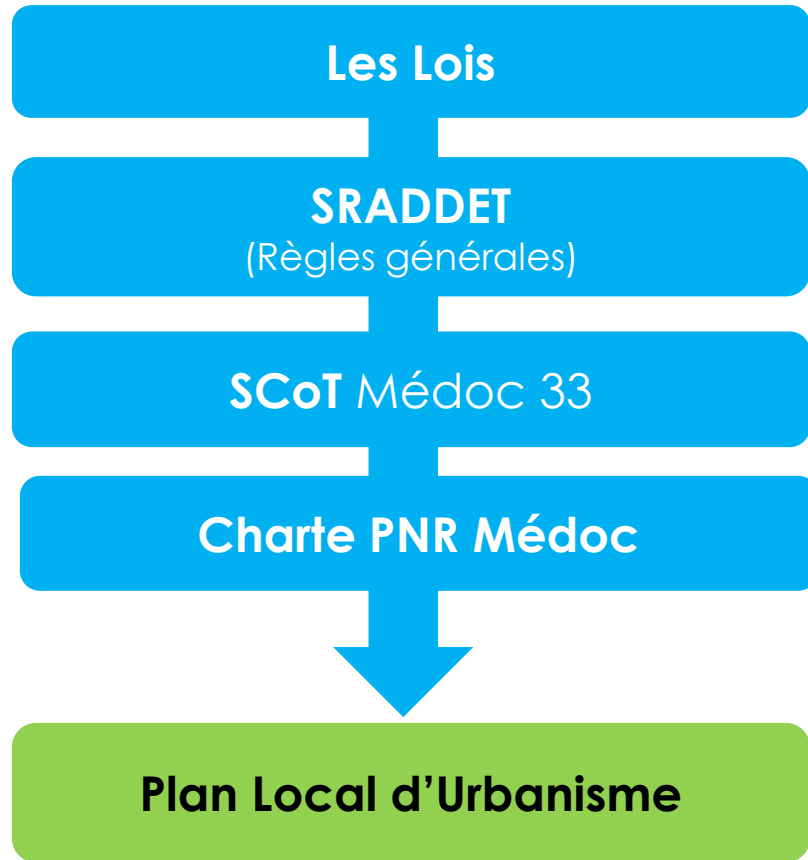 Les Lois
SRADDET
(Règles générales)
SCoT Médoc 33
Charte PNR Médoc
Plan Local d’Urbanisme